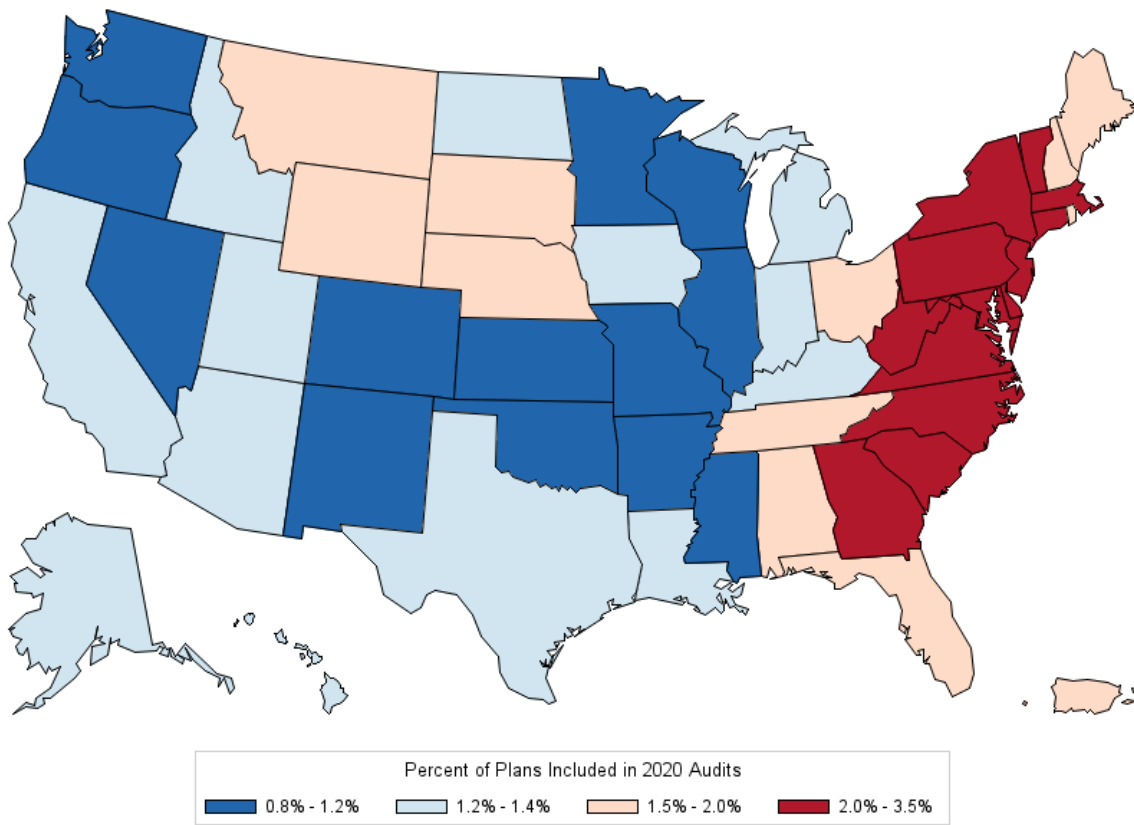 Percent of Plans Included in 2020 Audits
0.8% - 1.2% 1.2% - 1.4% 1.5% - 2.0% 2.0% - 3.5%